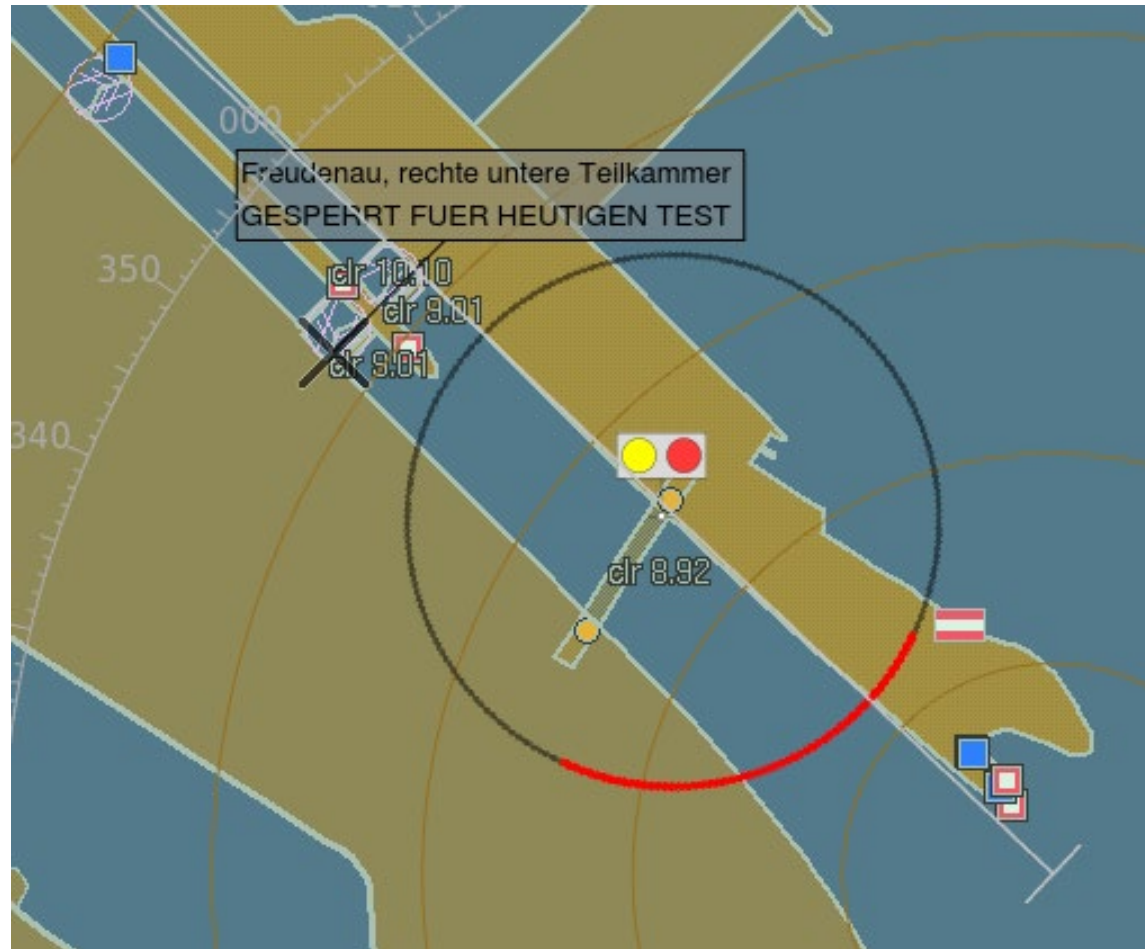 000
Freudenau, rechte untere Teilkammer
GESPERRT FUER HEUTIGEN TEST
350
clr 10.10
clr 9.01
clr 9.01
340
clr 8.92